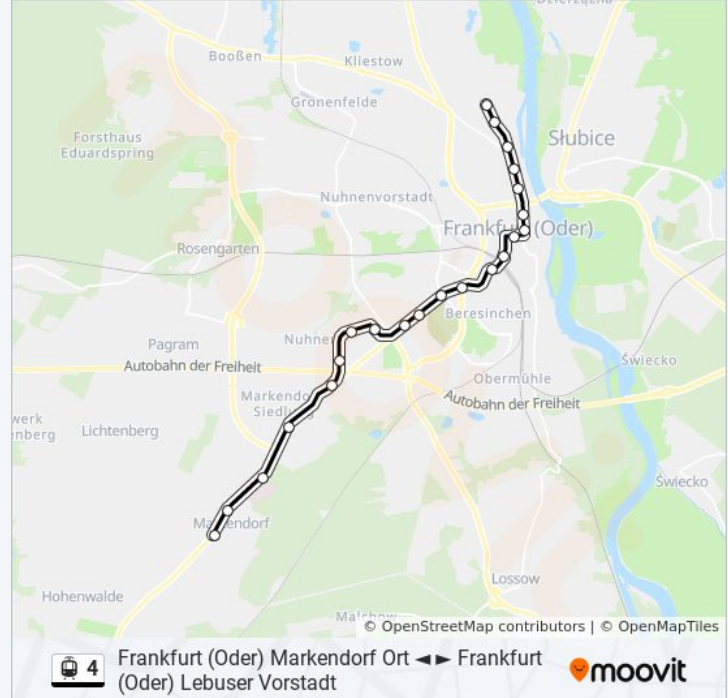 Dzierżązna
Booßen
Kliestow
Gronenfelde
Forsthaus
Eduardspring
Słubice
Nuhnenvorstadt
Frankfurt (Oder)
Rosengarten
Beresinchen
Nuhnen
Pagram
Świecko
Autobahn der Freiheit
Obermühle
Markendorf
Siedlung
Autobahn der Freiheit
Lichtenberg
Świecko
Markendorf
Lossow
Hohenwalde
Malchow
© OpenStreetMap contributors | © OpenMapTiles
4 Frankfurt (Oder) Markendorf Ort ◄ ► Frankfurt
(Oder) Lebuser Vorstadt
moovit